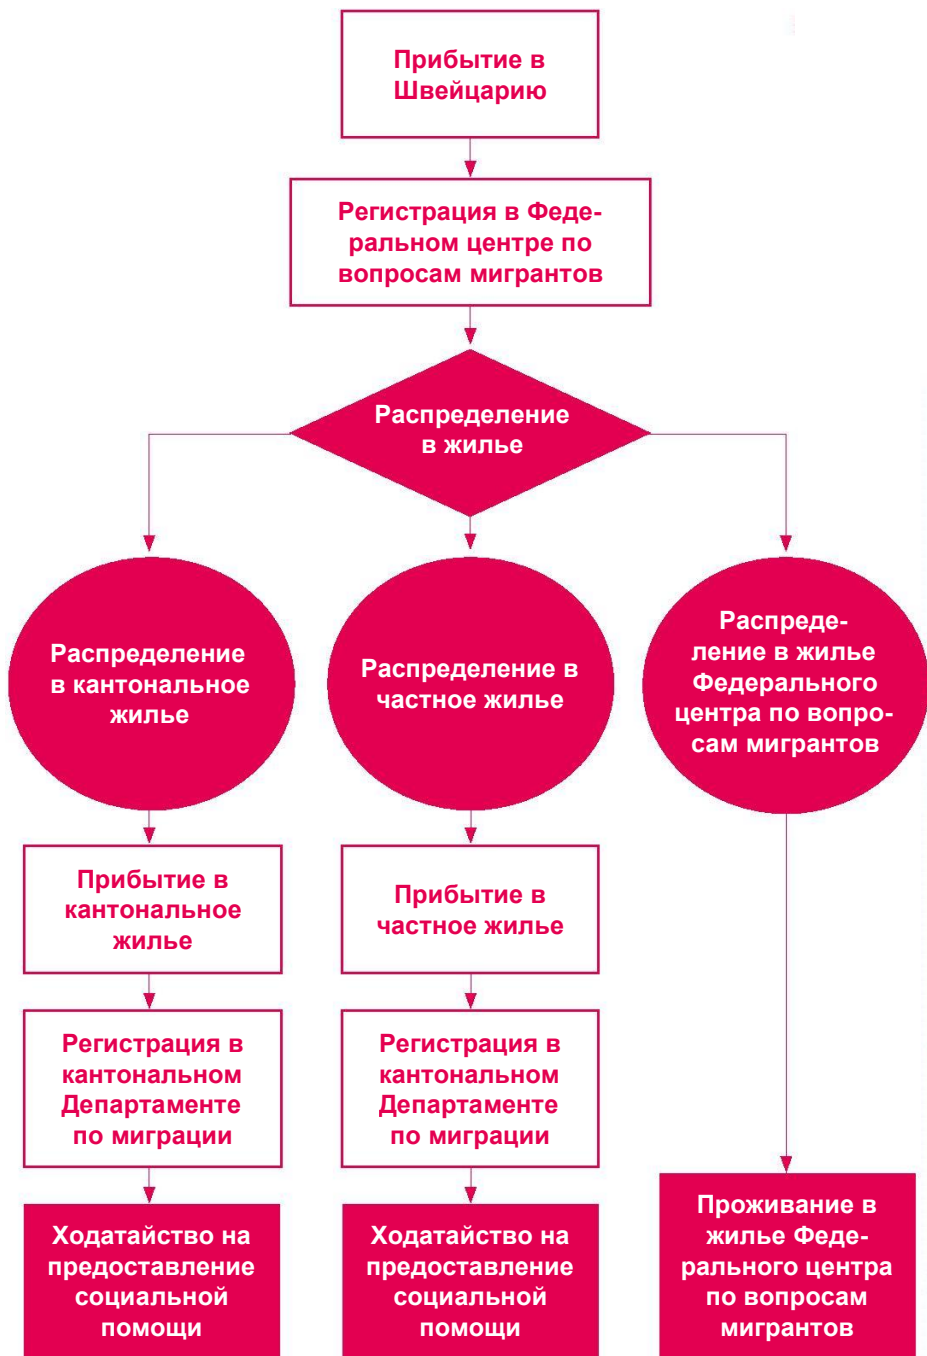 Прибытие в
Швейцарию
Регистрация в Феде-
ральном центре по
вопросам мигрантов
Распределение
в жилье
Распределение
в кантональное
жилье
Распределение в
частное жилье
Распреде-
ление в жилье
Федерального
центра по вопро-
сам мигрантов
Прибытие в
кантональное
жилье
Прибытие в
частное жилье
Регистрация в
кантональном
Департаменте
по миграции
Регистрация в
кантональном
Департаменте
по миграции
Ходатайство на
предоставление
социальной
помощи
Ходатайство на
предоставление
социальной
помощи
Проживание в
жилье Феде-
рального центра
по вопросам
мигрантов